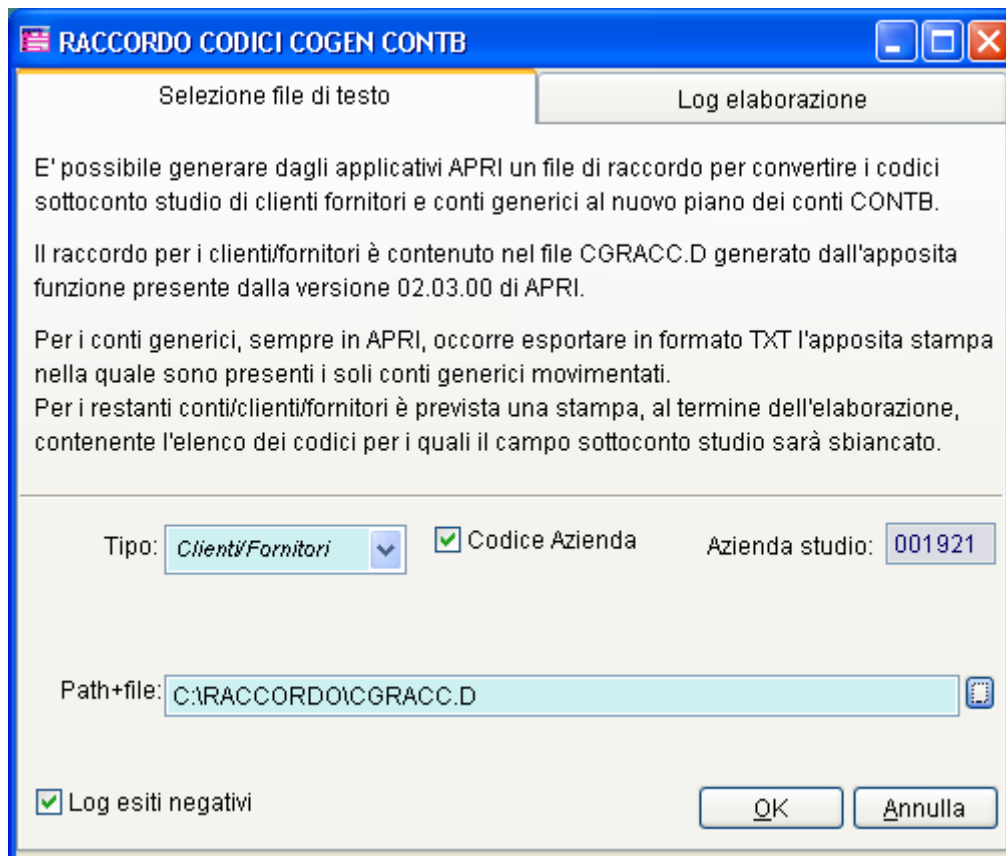 RACCORDO CODICI COGEN CONTB
Selezione file di testo
Log elaborazione
E' possibile generare dagli applicativi APRI un file di raccordo per convertire i codici
sottoconto studio di clienti fornitori e conti generici al nuovo piano dei conti CONTB.
Il raccordo per i clienti/fornitori è contenuto nel file CGRACC.D generato dall'apposita
funzione presente dalla versione 02.03.00 di APRI.
Per i conti generici, sempre in APRI, occorre esportare in formato TXT l'apposita stampa
nella quale sono presenti i soli conti generici movimentati.
Per i restanti conti/clienti/fornitori è prevista una stampa, al termine dell'elaborazione,
contenente l'elenco dei codici per i quali il campo sottoconto studio sarà sbiancato.
Tipo: Clienti/Fornitori Codice Azienda Azienda studio: 001921
Path+file: C:\RACCORDO\CGRACC.D
Log esiti negativi OK Annulla